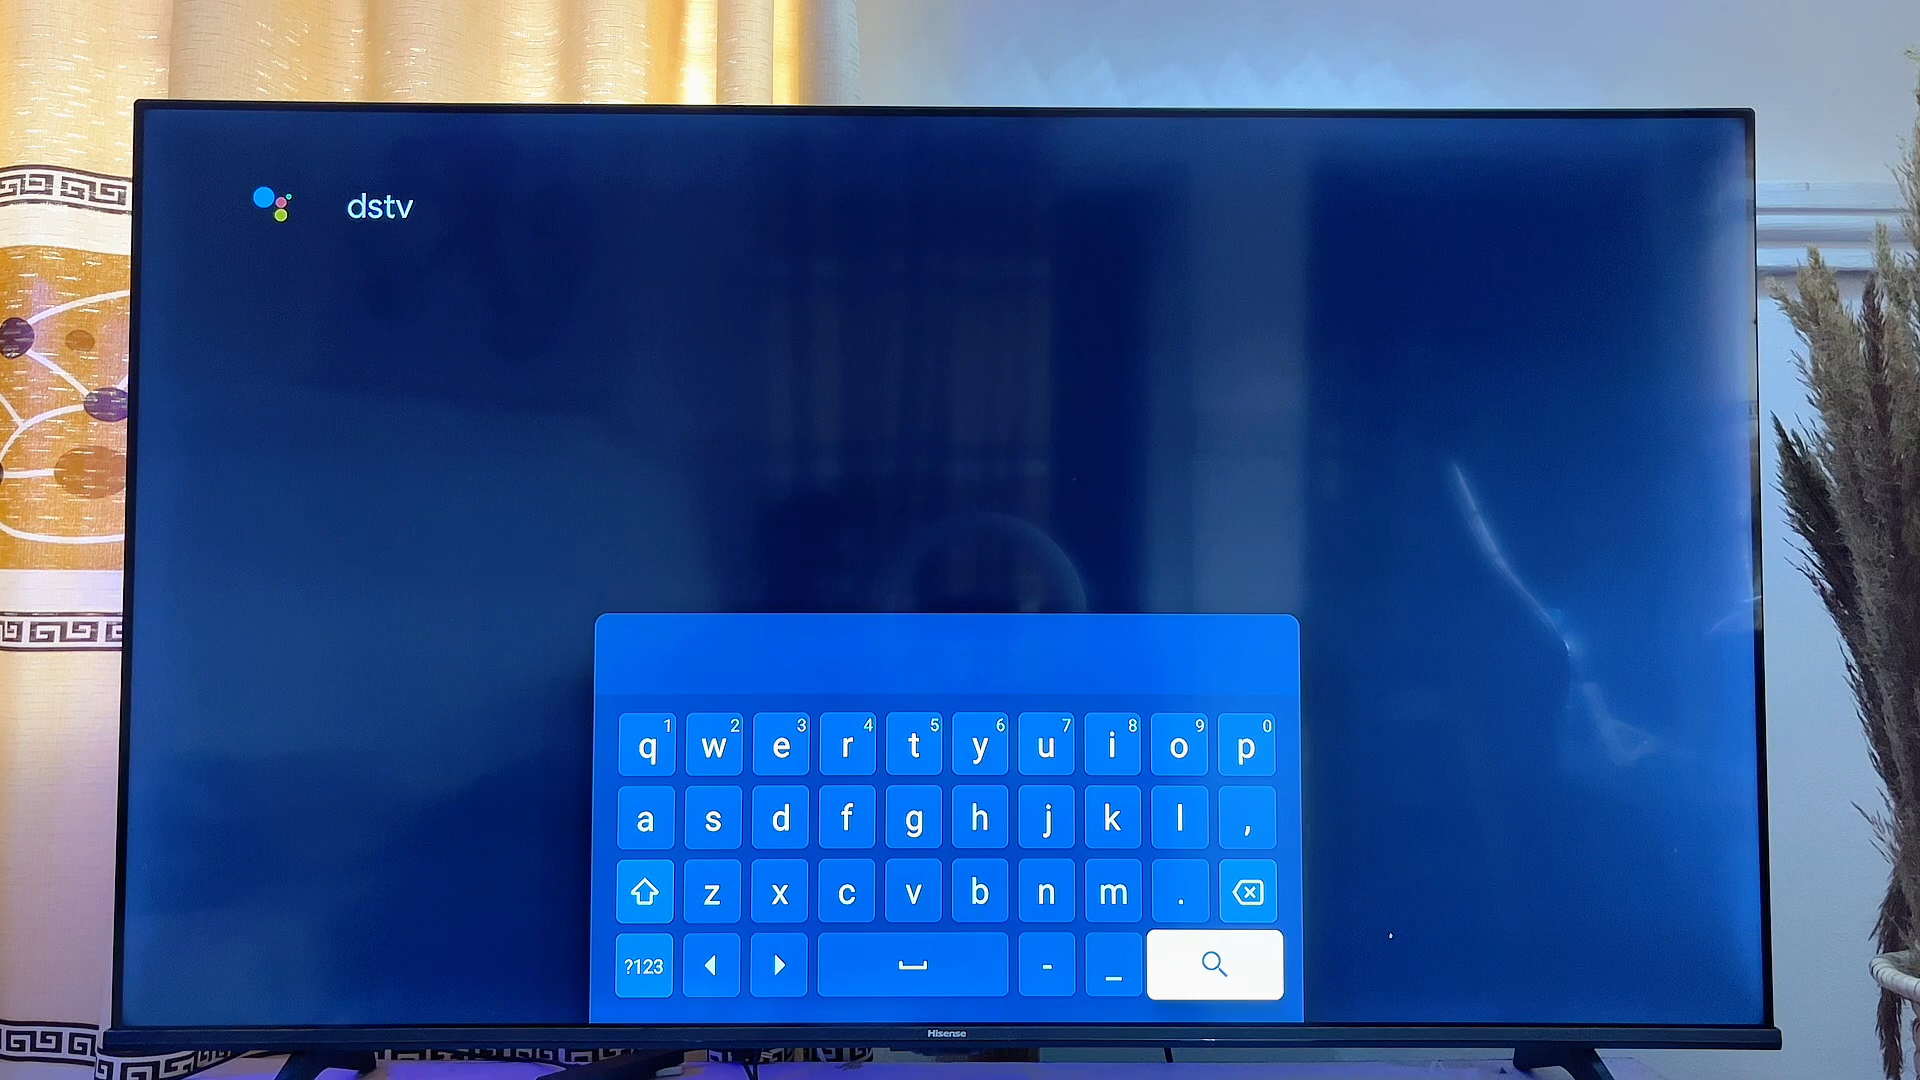 dstv
q 1 w 2 e 3 r 4 t 5 y 6 u 7 i 8 o 9 p 0
a s d f g h j k l ,
z x c v b n m .
?123 - _
Hisense